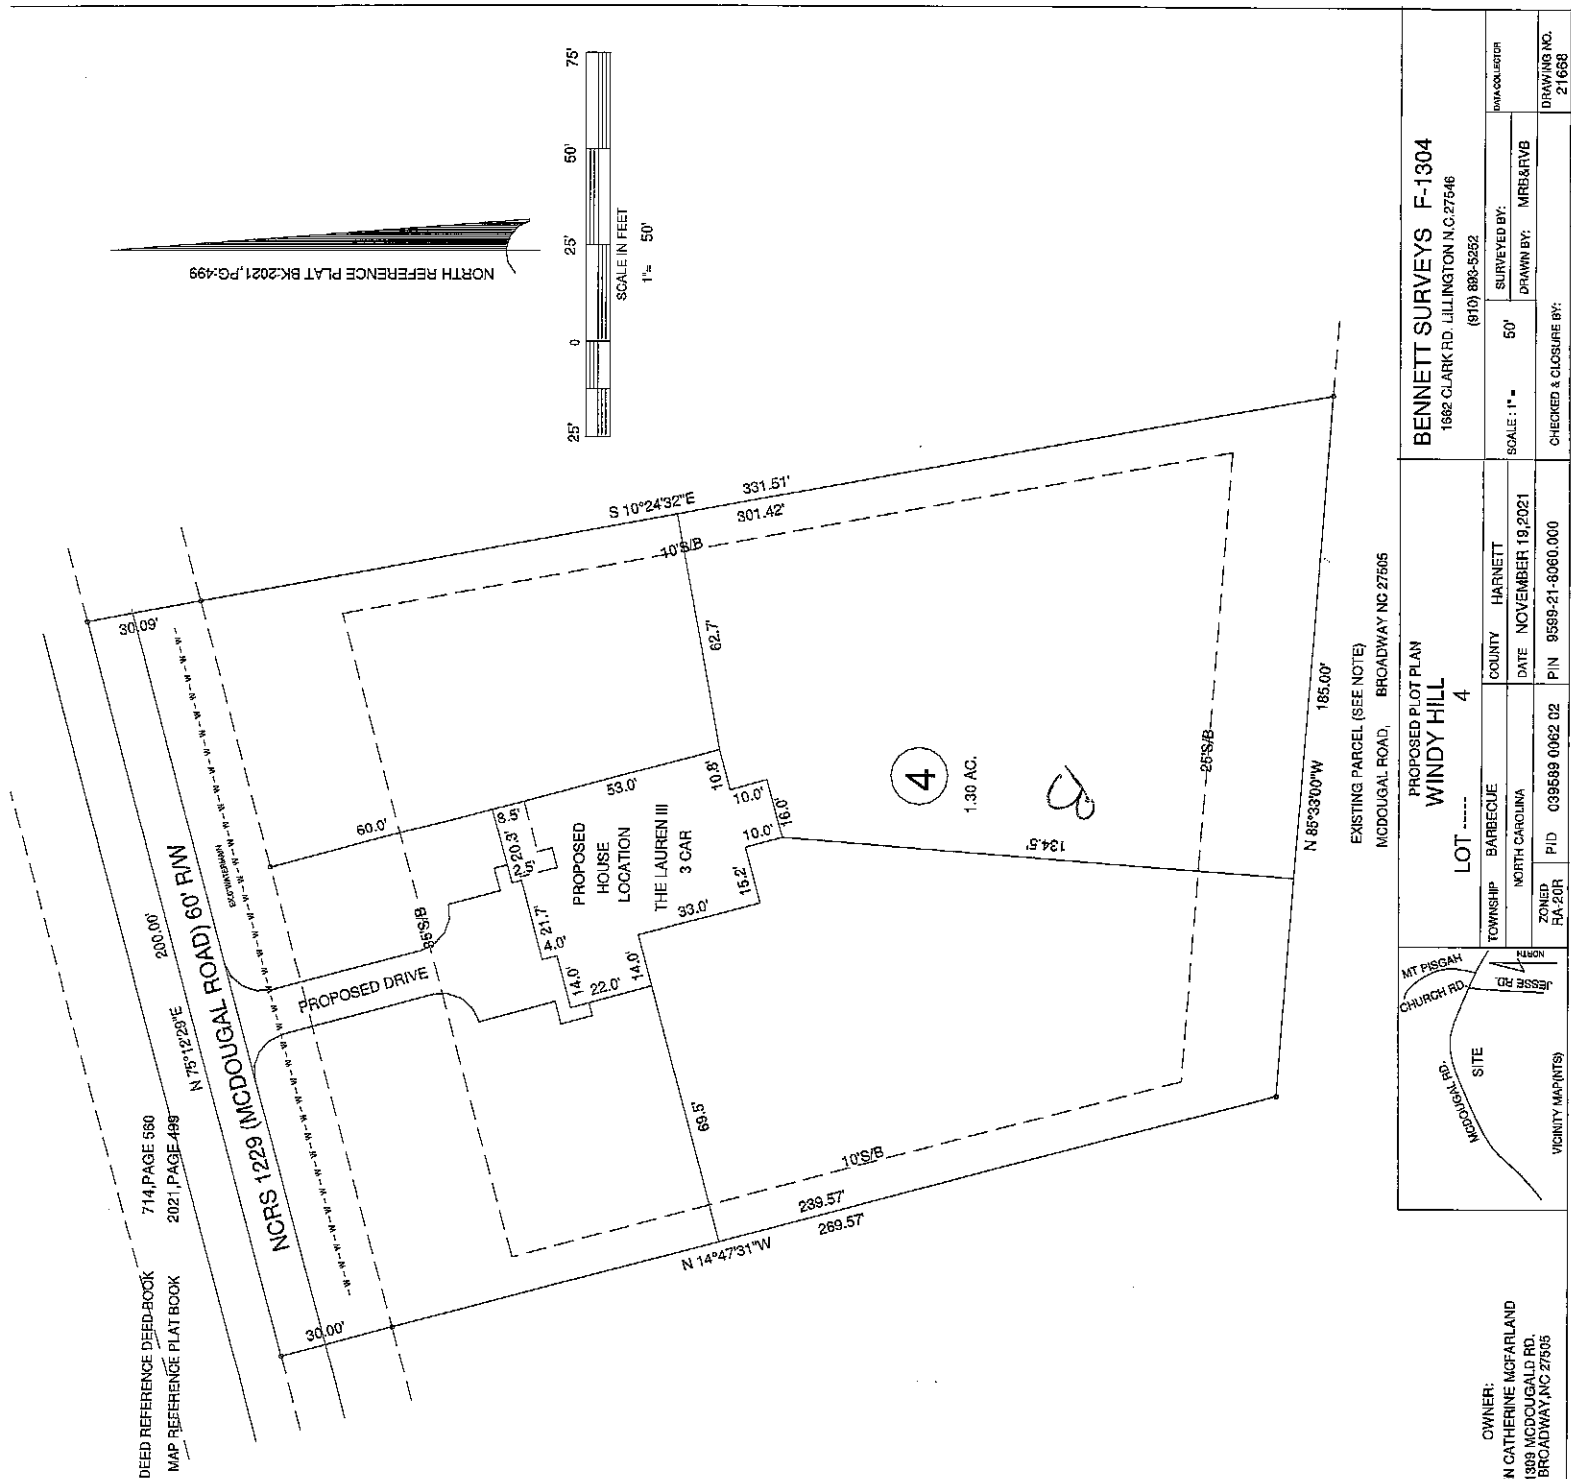 DEED REFERENCE DEED BOOK 714,PAGE 560
MAP REFERENCE PLAT BOOK 2021,PAGE 499
NORTH REFERENCE PLAT BK:2021,PG:499
25' 0 25' 50' 75'
SCALE IN FEET
1"= 50'
200.00'
N 75°12'29"E
NCRS 1229 (MCDOUGAL ROAD) 60' R/W
30.09'
30.00'
W--W--W--W--W--W--W--W--W--W--W--W--W--W--W--W--W--W--W--W--W--W--W
PROPOSED DRIVE
35'S/B
60.0'
S 10°24'32"E
331.51'
301.42'
10'S/B
8.5'
20.3'
2.5'
21.7'
4.0'
14.0'
22.0'
14.0'
33.0'
15.2'
10.0'
16.0'
10.0'
10.8'
53.0'
62.7'
PROPOSED
HOUSE
LOCATION
THE LAUREN III
3 CAR
69.5'
134.5'
4
1.30 AC.
10'S/B
239.57'
269.57'
N 14°47'31"W
25'S/B
N 85°33'00"W 185.00'
EXISTING PARCEL (SEE NOTE)
MCDOUGAL ROAD, BROADWAY NC 27505
OWNER:
N CATHERINE MCFARLAND
1309 MCDOUGALD RD.
BROADWAY,NC 27505
MT PISGAH
CHURCH RD.
JESSE RD.
NORTH
MCDOUGAL RD.
SITE
VICINITY MAP(NTS)
PROPOSED PLOT PLAN
WINDY HILL
LOT ----- 4
TOWNSHIP BARBECUE
COUNTY HARNETT
NORTH CAROLINA
DATE NOVEMBER 19,2021
ZONED
RA-20R
P/D 039589 0062 02
PIN 9599-21-8060.000
BENNETT SURVEYS F-1304
1662 CLARK RD. LILLINGTON N.C.27546
(910) 893-5252
SCALE: 1"= 50'
SURVEYED BY:
DRAWN BY: MRB&RVB
DATA COLLECTOR
CHECKED & CLOSURE BY:
DRAWING NO.
21668